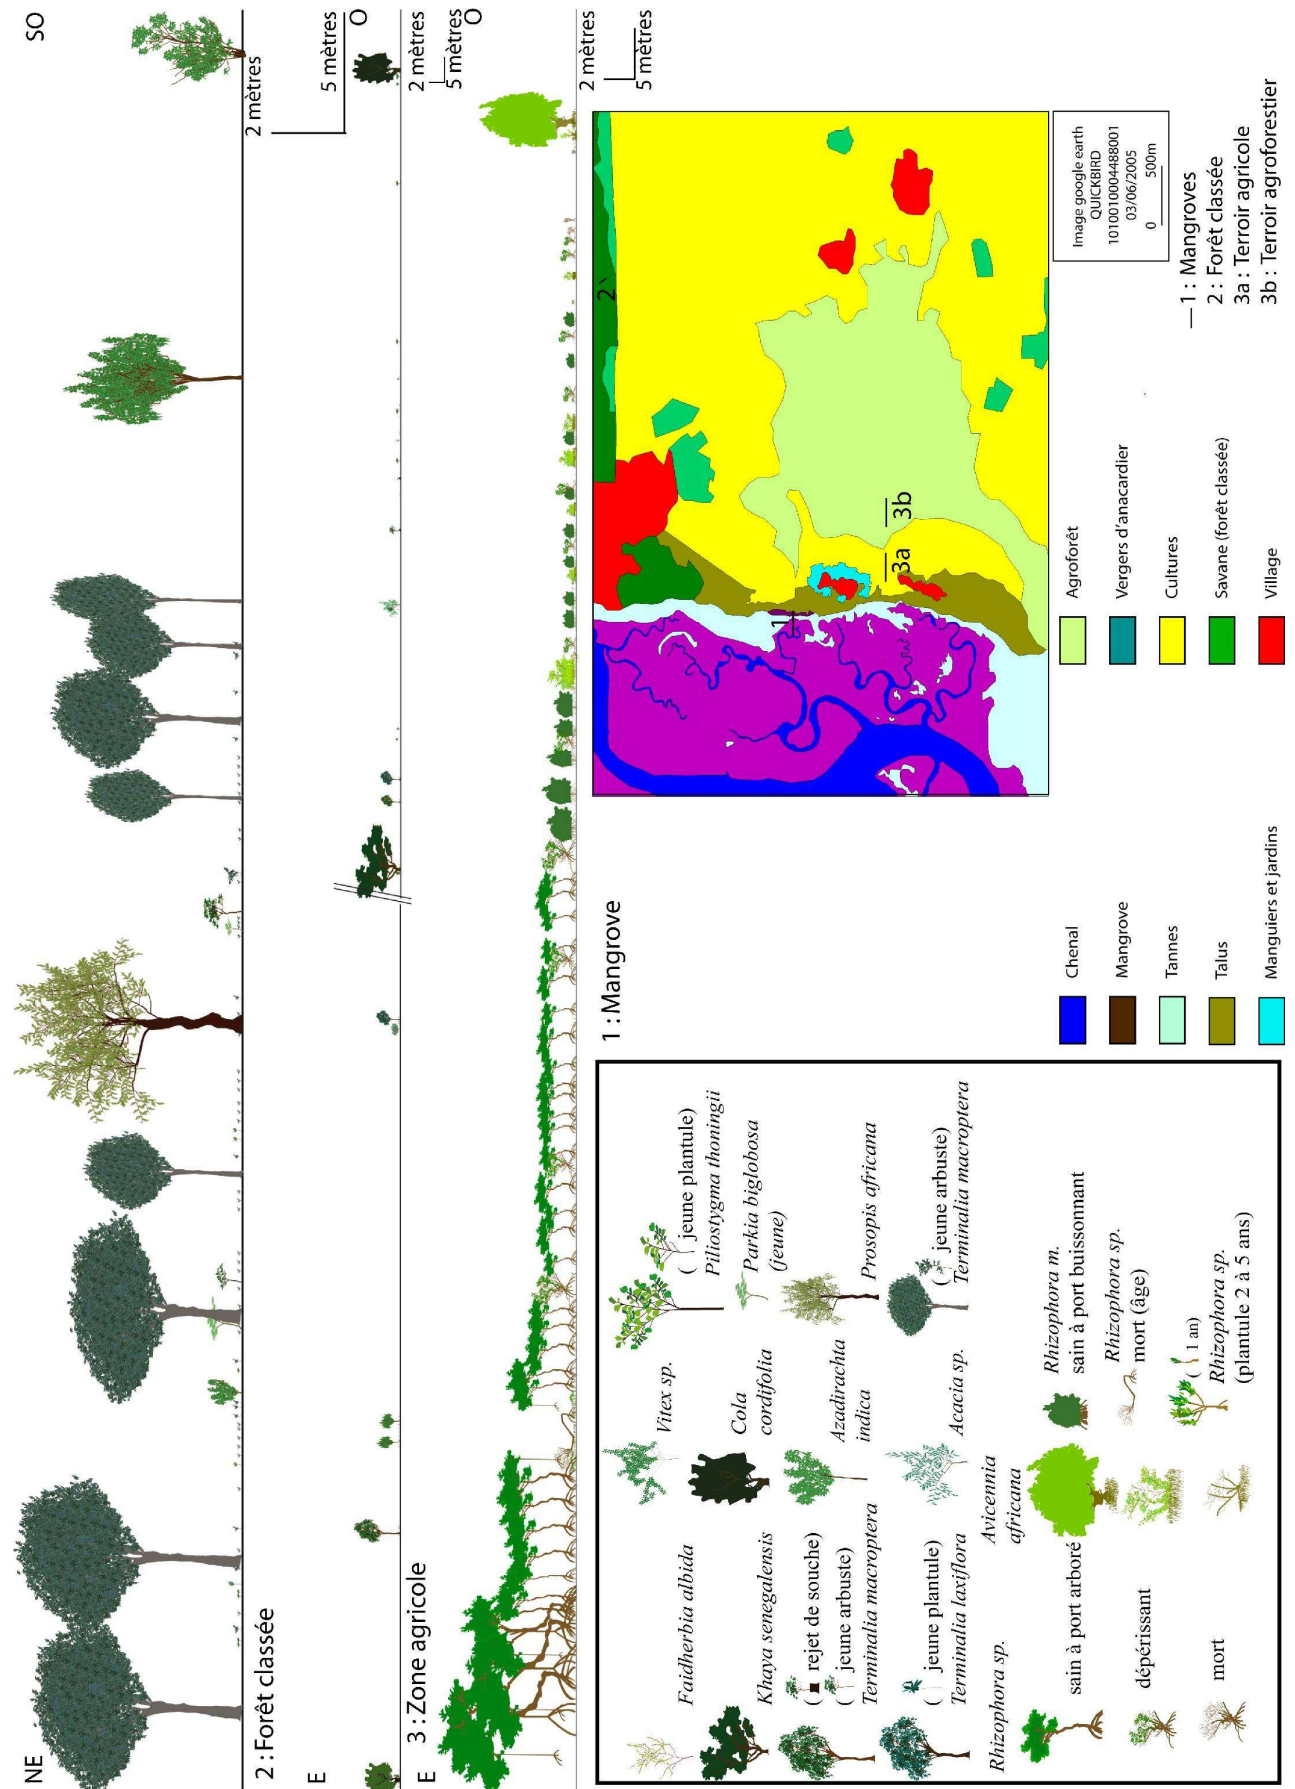 NE
SO
2 mètres
5 mètres
2 : Forêt classée
E
O
2 mètres
5 mètres
3 : Zone agricole
E
O
2 mètres
5 mètres
1 : Mangrove
Faidherbia albida
Khaya senegalensis
( rejet de souche)
( jeune arbuste)
Terminalia macroptera
( jeune plantule)
Terminalia laxiflora
Vitex sp.
Cola
cordifolia
Azadirachta
indica
Acacia sp.
( jeune plantule)
Piliostygma thoningii
Parkia biglobosa
(jeune)
Prosopis africana
( jeune arbuste)
Terminalia macroptera
Rhizophora sp.
sain à port arboré
dépérissant
mort
Avicennia
africana
Rhizophora m.
sain à port buissonnant
Rhizophora sp.
mort (âge)
( 1 an)
Rhizophora sp.
(plantule 2 à 5 ans)
1
2
3a
3b
Chenal
Mangrove
Tannes
Talus
Manguiers et jardins
Agroforêt
Vergers d'anacardier
Cultures
Savane (forêt classée)
Village
Image google earth
QUICKBIRD
1010010004488001
03/06/2005
0 500m
1 : Mangroves
2 : Forêt classée
3a : Terroir agricole
3b : Terroir agroforestier